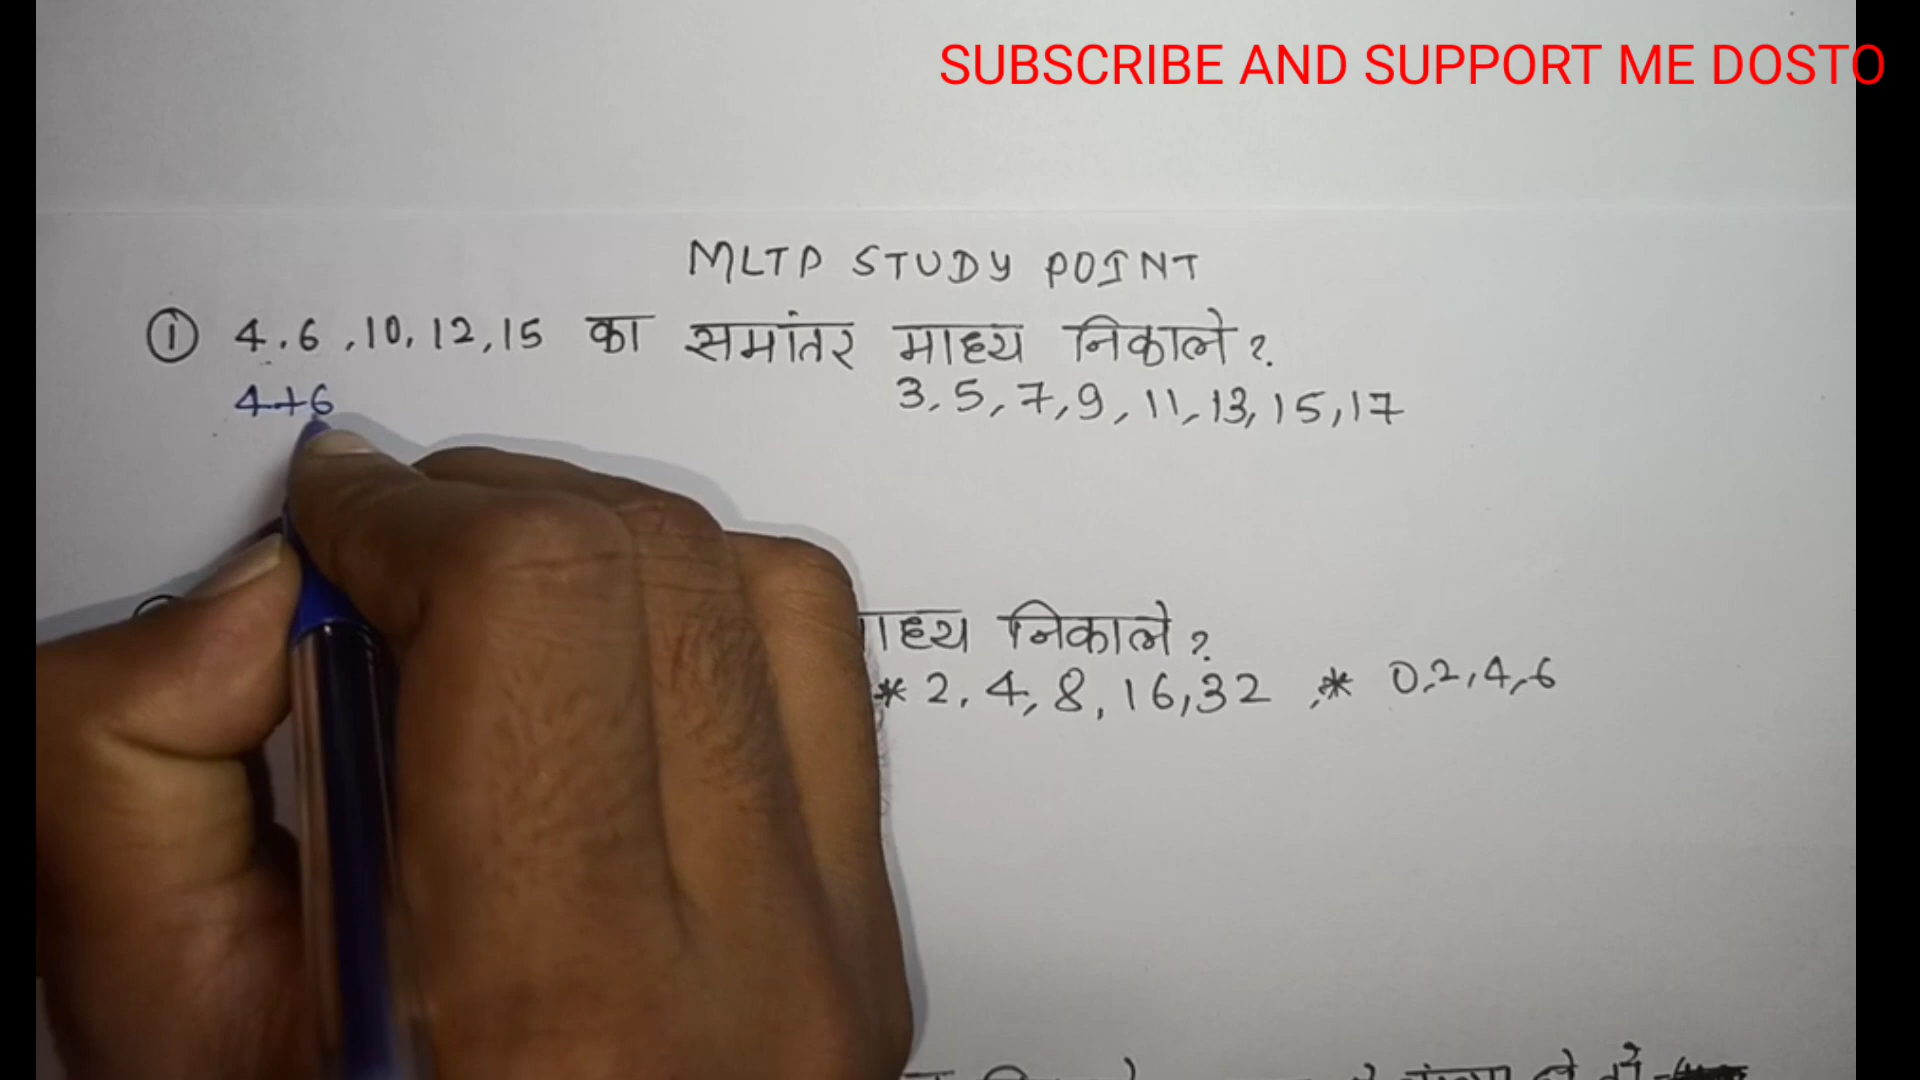 SUBSCRIBE AND SUPPORT ME DOSTO
MLTP STUDY POINT
① 4, 6, 10, 12, 15 का समांतर माध्य निकाले?
4+6
3, 5, 7, 9, 11, 13, 15, 17
माध्य निकाले?
* 2, 4, 8, 16, 32, * 0, 2, 4, 6